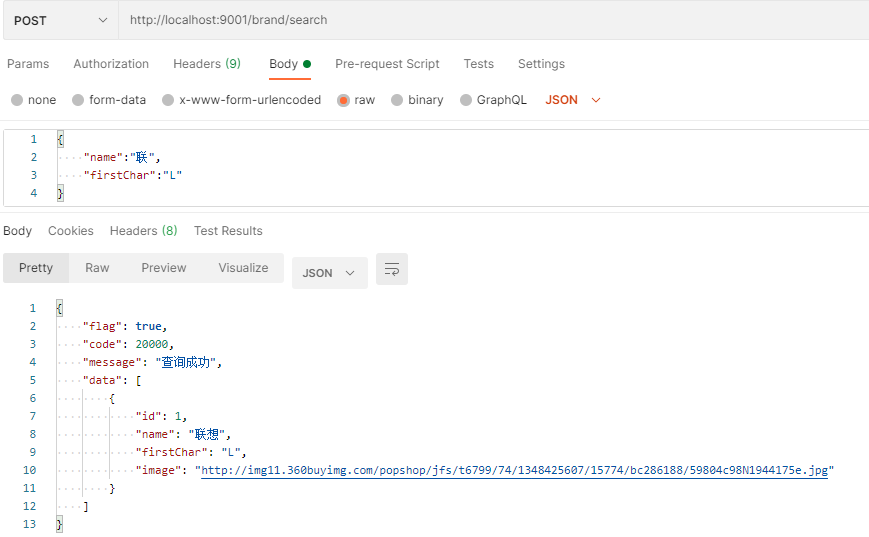 POST http://localhost:9001/brand/search
Params Authorization Headers (9) Body Pre-request Script Tests Settings
none form-data x-www-form-urlencoded raw binary GraphQL JSON
1 {
2 "name":"联",
3 "firstChar":"L"
4 }
Body Cookies Headers (8) Test Results
Pretty Raw Preview Visualize JSON
1 {
2 "flag": true,
3 "code": 20000,
4 "message": "查询成功",
5 "data": [
6 {
7 "id": 1,
8 "name": "联想",
9 "firstChar": "L",
10 "image": "http://img11.360buyimg.com/popshop/jfs/t6799/74/1348425607/15774/bc286188/59804c98N1944175e.jpg"
11 }
12 ]
13 }